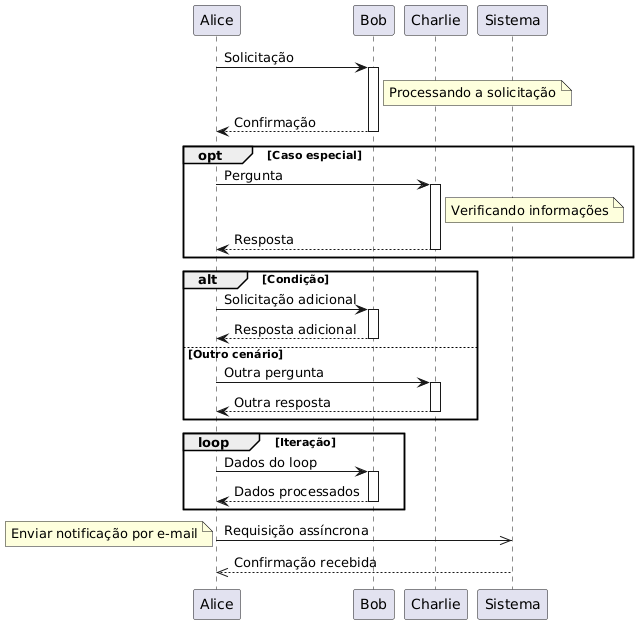 Alice Bob Charlie Sistema
Solicitação
Processando a solicitação
Confirmação
opt [Caso especial]
Pergunta
Verificando informações
Resposta
alt [Condição]
Solicitação adicional
Resposta adicional
[Outro cenário]
Outra pergunta
Outra resposta
loop [Iteração]
Dados do loop
Dados processados
Enviar notificação por e-mail Requisição assíncrona
Confirmação recebida
Alice Bob Charlie Sistema